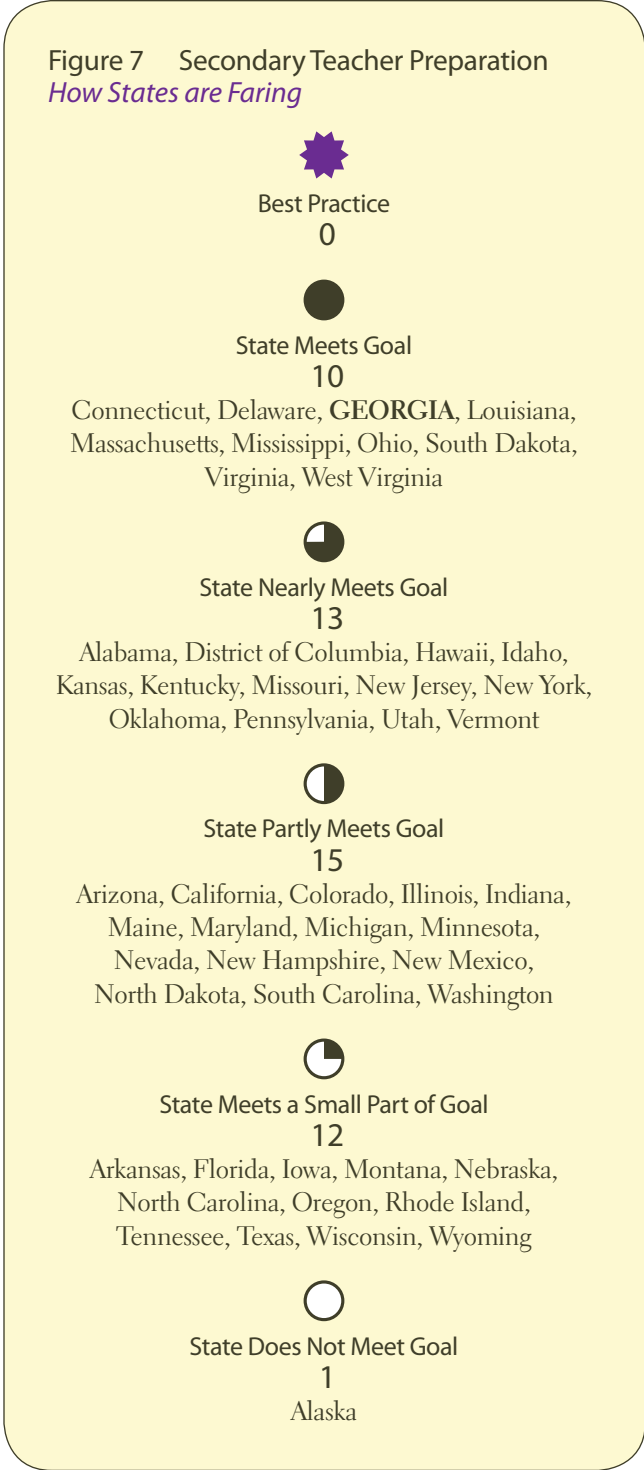 Figure 7 Secondary Teacher Preparation
How States are Faring
Best Practice
0
State Meets Goal
10
Connecticut, Delaware, GEORGIA, Louisiana,
Massachusetts, Mississippi, Ohio, South Dakota,
Virginia, West Virginia
State Nearly Meets Goal
13
Alabama, District of Columbia, Hawaii, Idaho,
Kansas, Kentucky, Missouri, New Jersey, New York,
Oklahoma, Pennsylvania, Utah, Vermont
State Partly Meets Goal
15
Arizona, California, Colorado, Illinois, Indiana,
Maine, Maryland, Michigan, Minnesota,
Nevada, New Hampshire, New Mexico,
North Dakota, South Carolina, Washington
State Meets a Small Part of Goal
12
Arkansas, Florida, Iowa, Montana, Nebraska,
North Carolina, Oregon, Rhode Island,
Tennessee, Texas, Wisconsin, Wyoming
State Does Not Meet Goal
1
Alaska